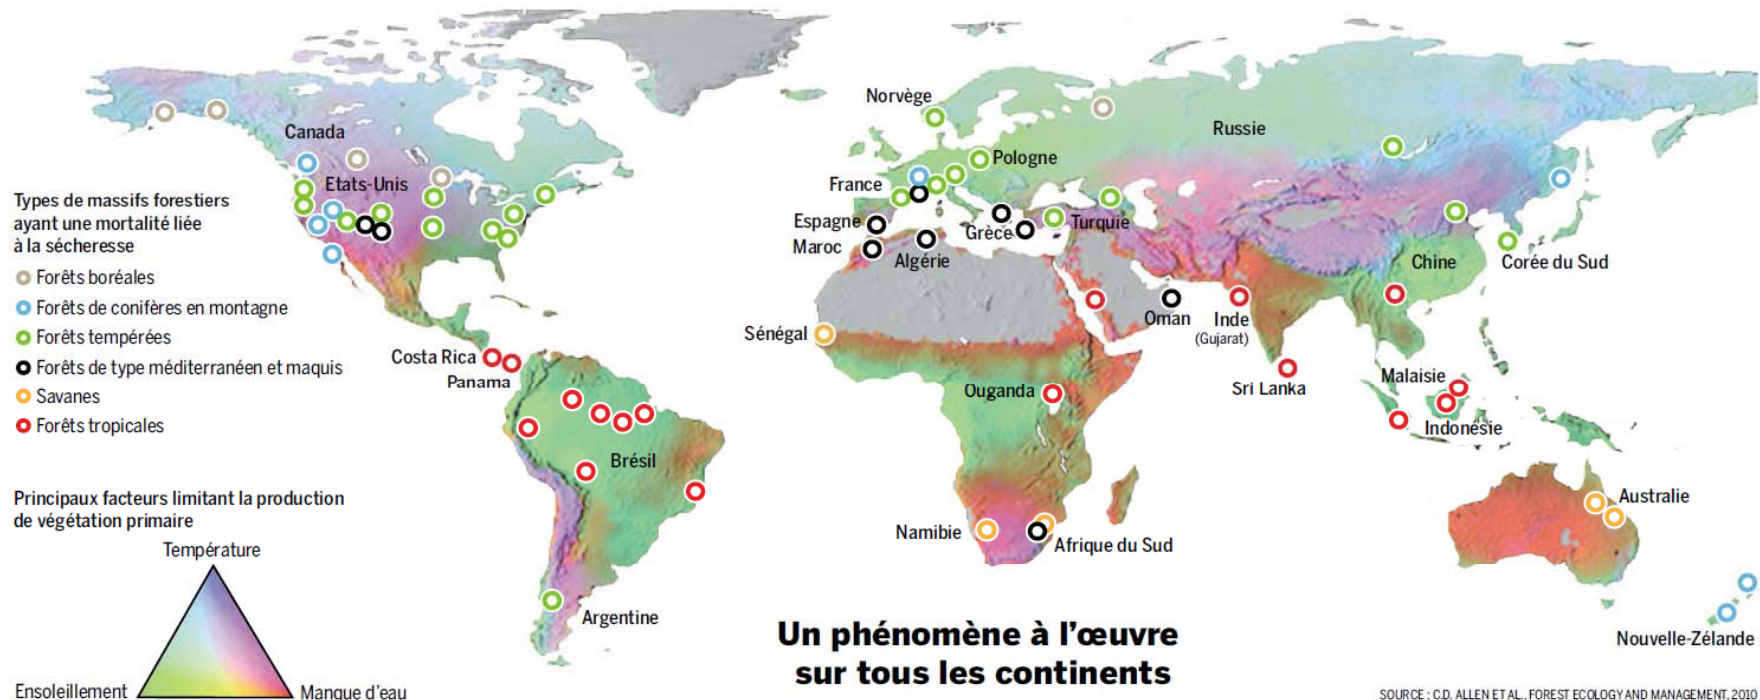 Norvège
Canada
Russie
Pologne
Etats-Unis
France
Types de massifs forestiers
ayant une mortalité liée
à la sécheresse
Espagne
Grèce
Turquie
Maroc
Algérie
Chine
Corée du Sud
Forêts boréales
Forêts de conifères en montagne
Forêts tempérées
Forêts de type méditerranéen et maquis
Savanes
Forêts tropicales
Oman
Inde
(Gujarat)
Sénégal
Costa Rica
Panama
Ouganda
Sri Lanka
Malaisie
Indonésie
Brésil
Principaux facteurs limitant la production
de végétation primaire
Température
Ensoleillement
Manque d'eau
Namibie
Afrique du Sud
Australie
Argentine
Un phénomène à l'œuvre
sur tous les continents
Nouvelle-Zélande
SOURCE : C.D. ALLEN ET AL., FOREST ECOLOGY AND MANAGEMENT, 2010